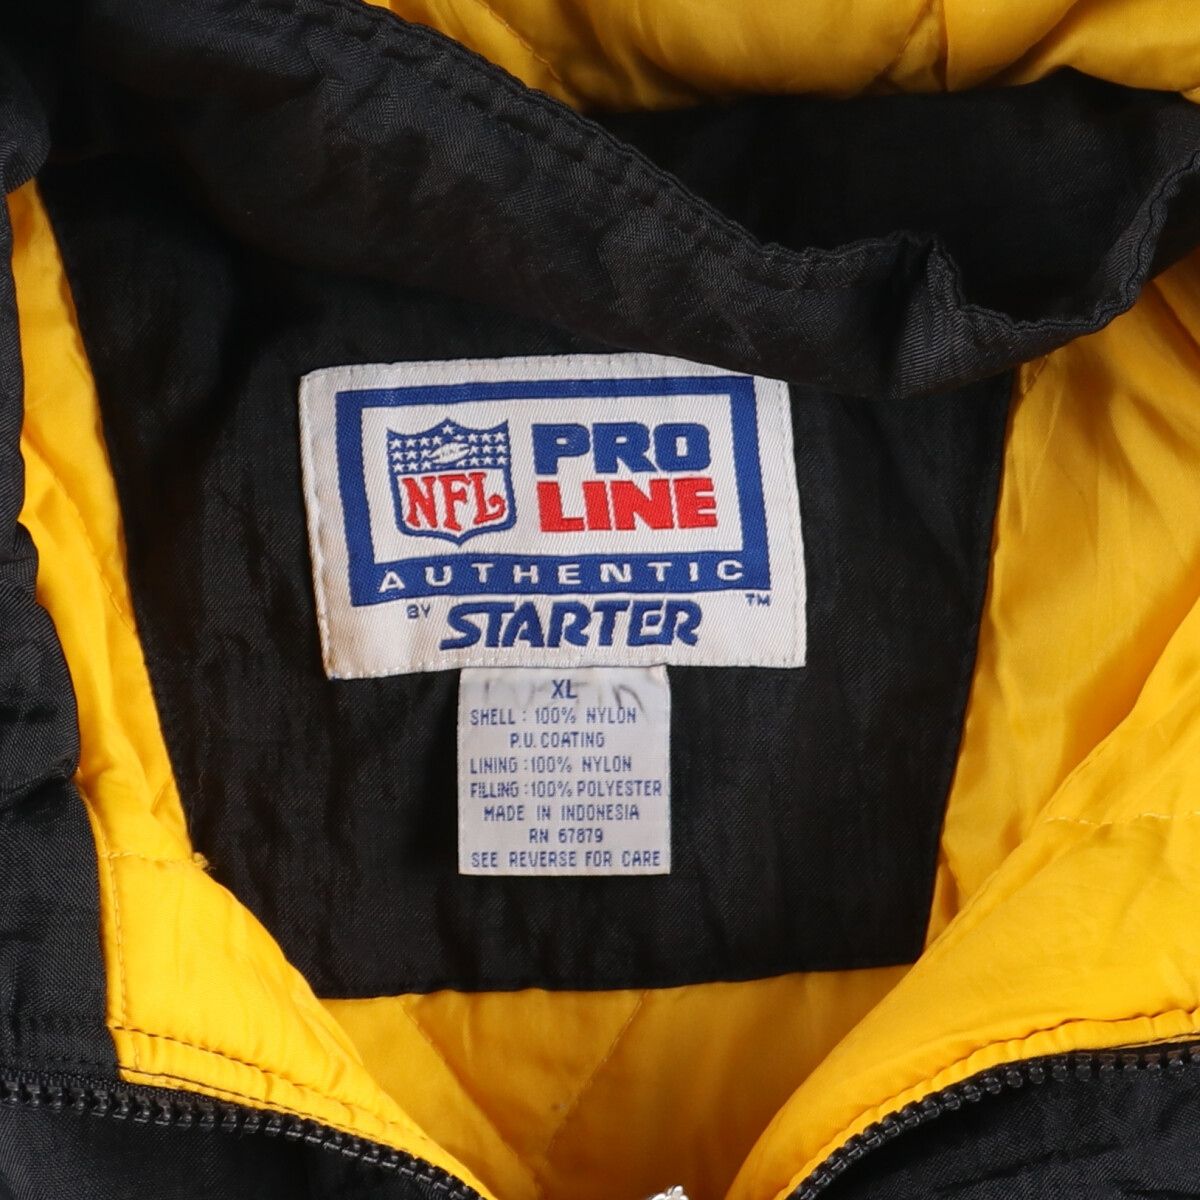 NFL
PRO
LINE
AUTHENTIC
BY STARTER ™
XL
SHELL : 100% NYLON
P.U. COATING
LINING : 100% NYLON
FILLING : 100% POLYESTER
MADE IN INDONESIA
RN 67879
SEE REVERSE FOR CARE